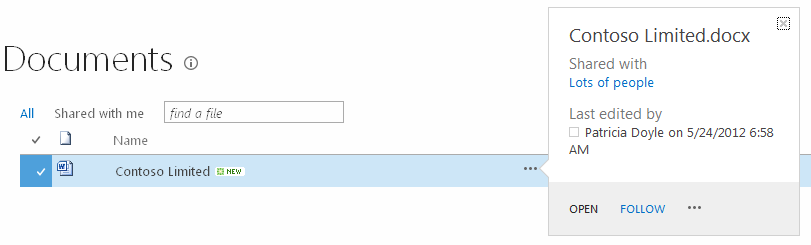 Documents
All Shared with me find a file
Name
Contoso Limited NEW
Contoso Limited.docx
Shared with
Lots of people
Last edited by
Patricia Doyle on 5/24/2012 6:58
AM
OPEN FOLLOW ...